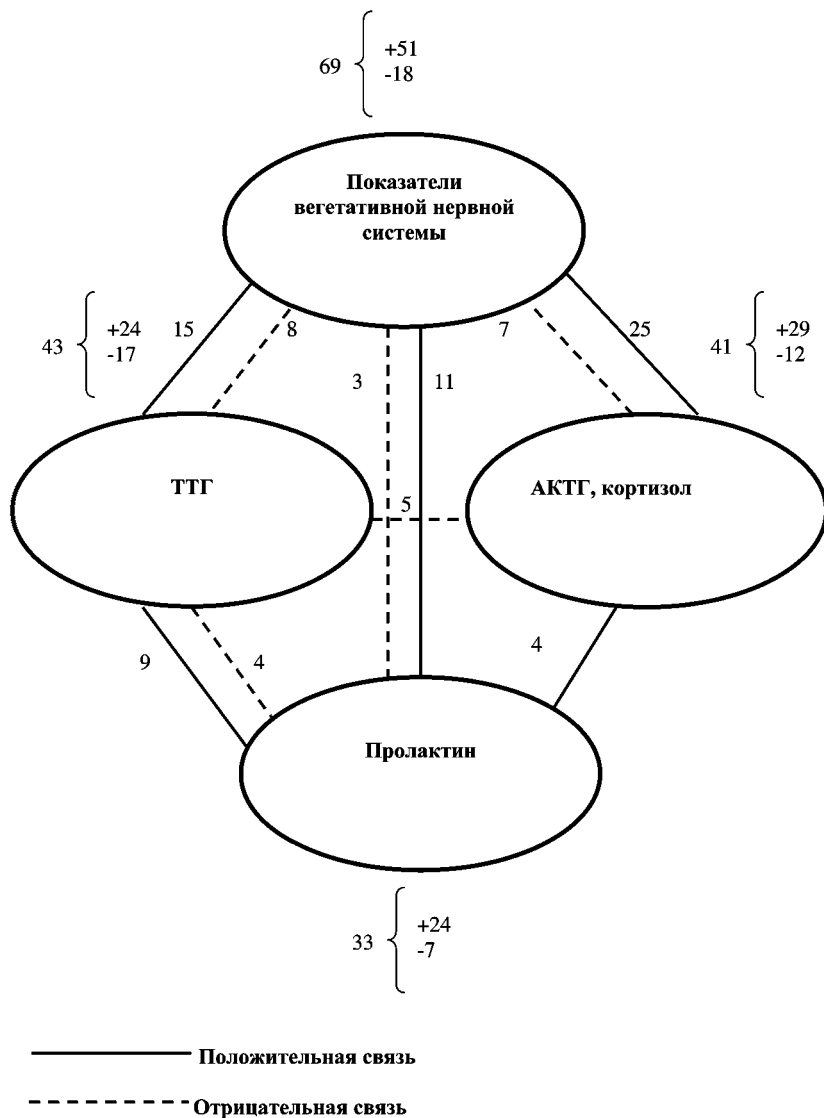 69
+51
-18
Показатели
вегетативной нервной
системы
43
+24
-17
15
8
7
25
41
+29
-12
3
11
ТТГ
5
АКТГ, кортизол
9
4
4
Пролактин
33
+24
-7
Положительная связь
Отрицательная связь